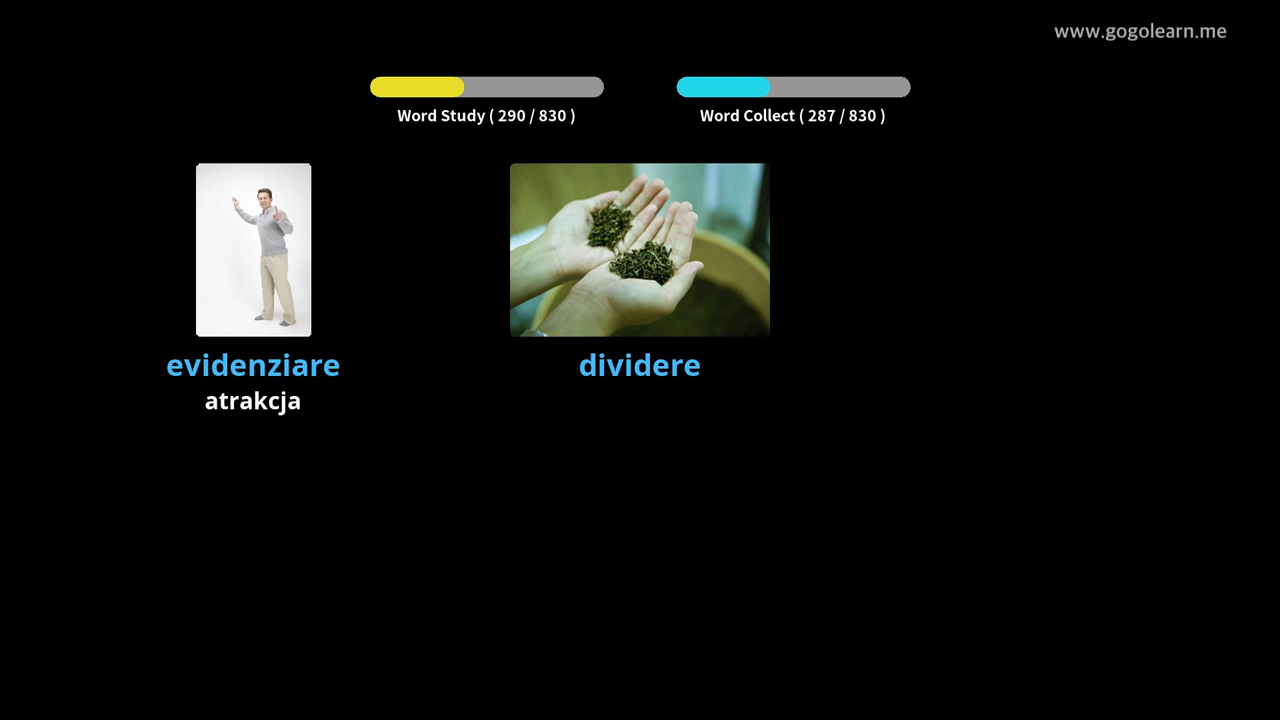 www.gogolearn.me
Word Study ( 290 / 830 )
Word Collect ( 287 / 830 )
evidenziare
dividere
atrakcja